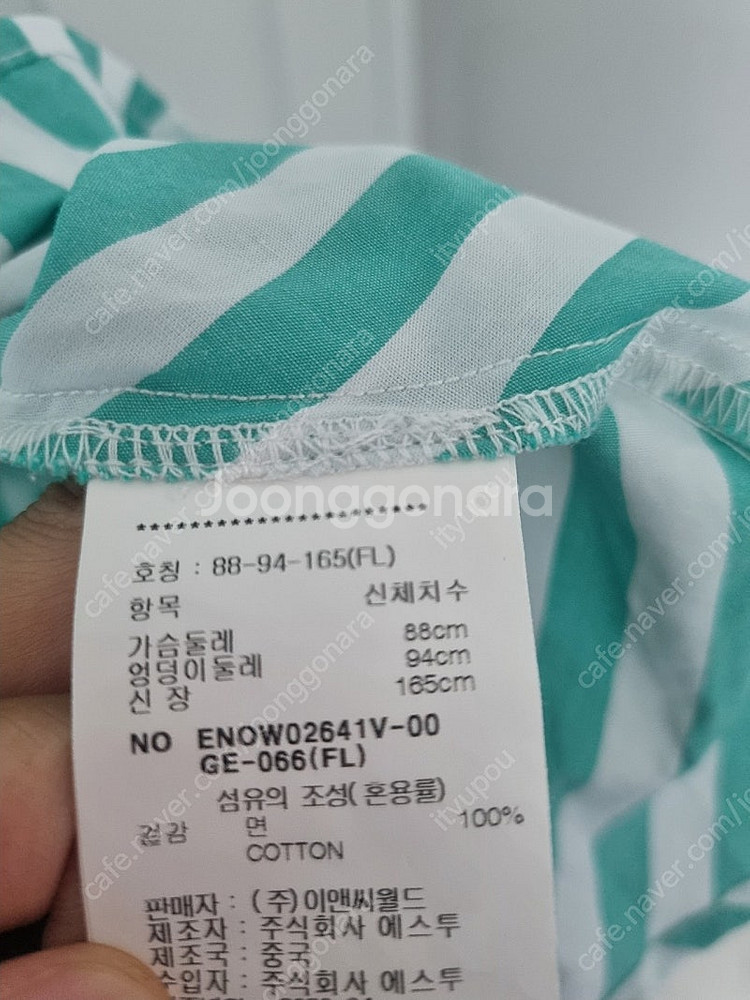 Joonggonara
**********************
호칭 : 88-94-165(FL)
항목 신체치수
가슴둘레 88cm
엉덩이둘레 94cm
신 장 165cm
NO ENOW02641V-00
GE-066(FL)
섬유의 조성(혼용률)
겉감 면 100%
COTTON
판매자 : (주)이앤씨월드
제조자 : 주식회사 에스투
제조국 : 중국
수입자 : 주식회사 에스투
cafe.naver.com/joonggonara
ityupou